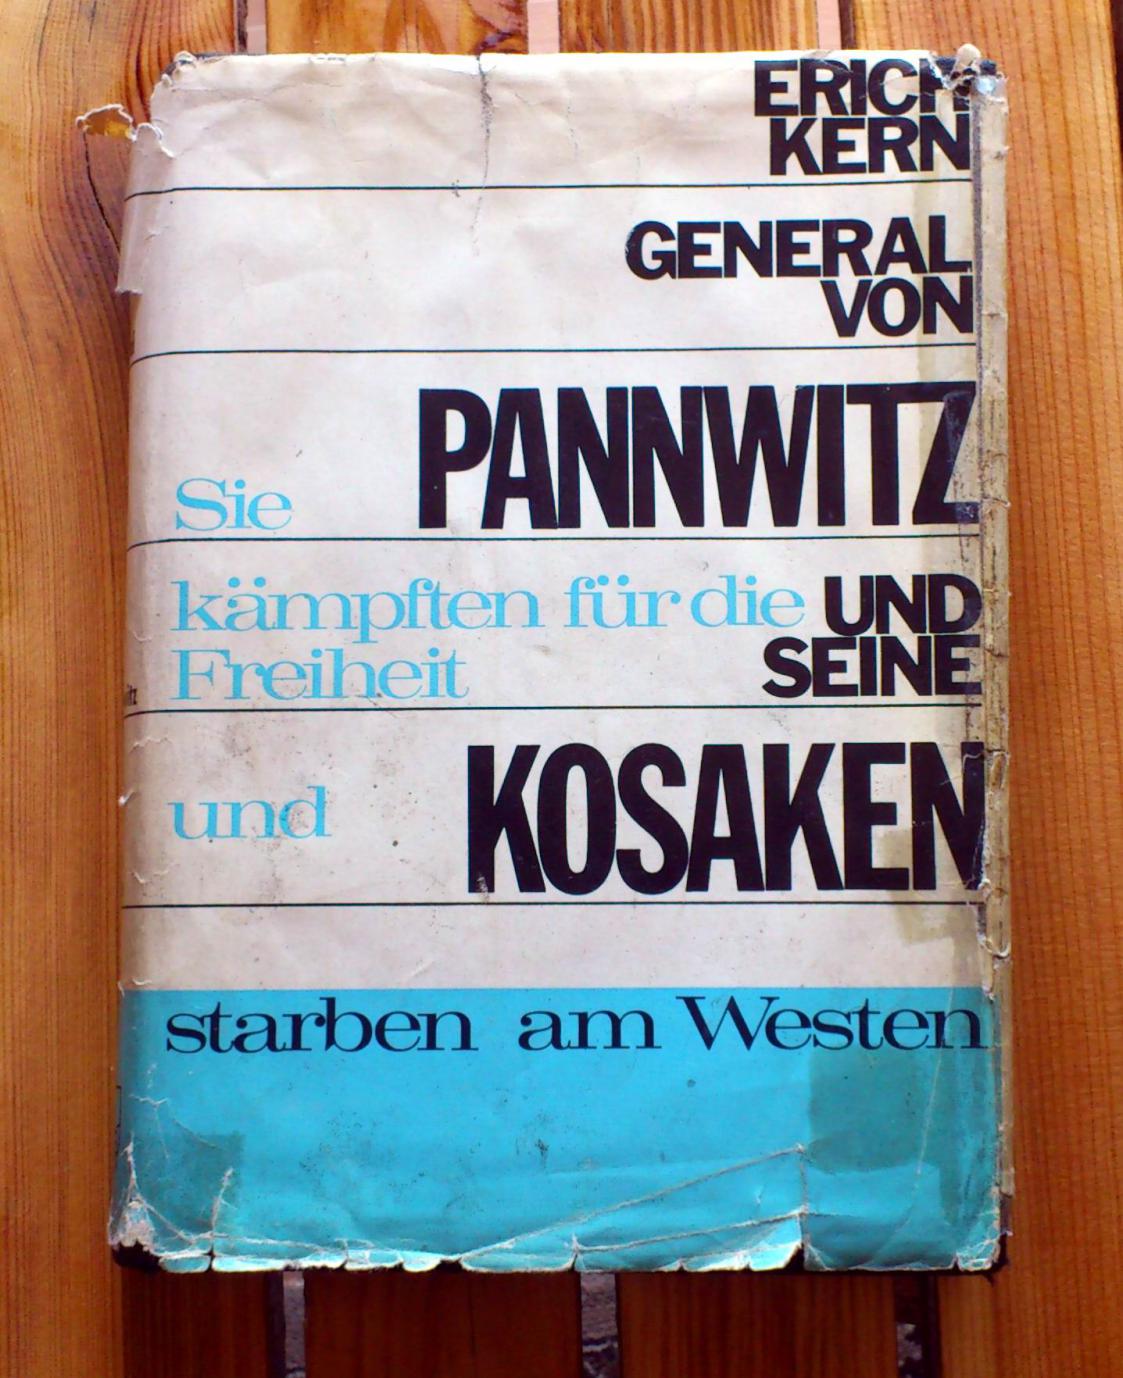 ERICH
KERN
GENERAL
VON
PANNWITZ
UND
SEINE
KOSAKEN
Sie
kämpften für die
Freiheit
und
starben am Westen